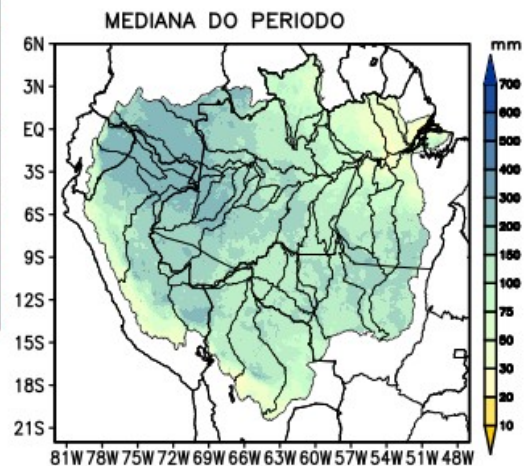 MEDIANA DO PERIODO
mm
6N
3N
EQ
3S
6S
9S
12S
15S
18S
21S
81W 78W 75W 72W 69W 66W 63W 60W 57W 54W 51W 48W
700
600
500
400
300
200
150
100
75
50
30
20
10